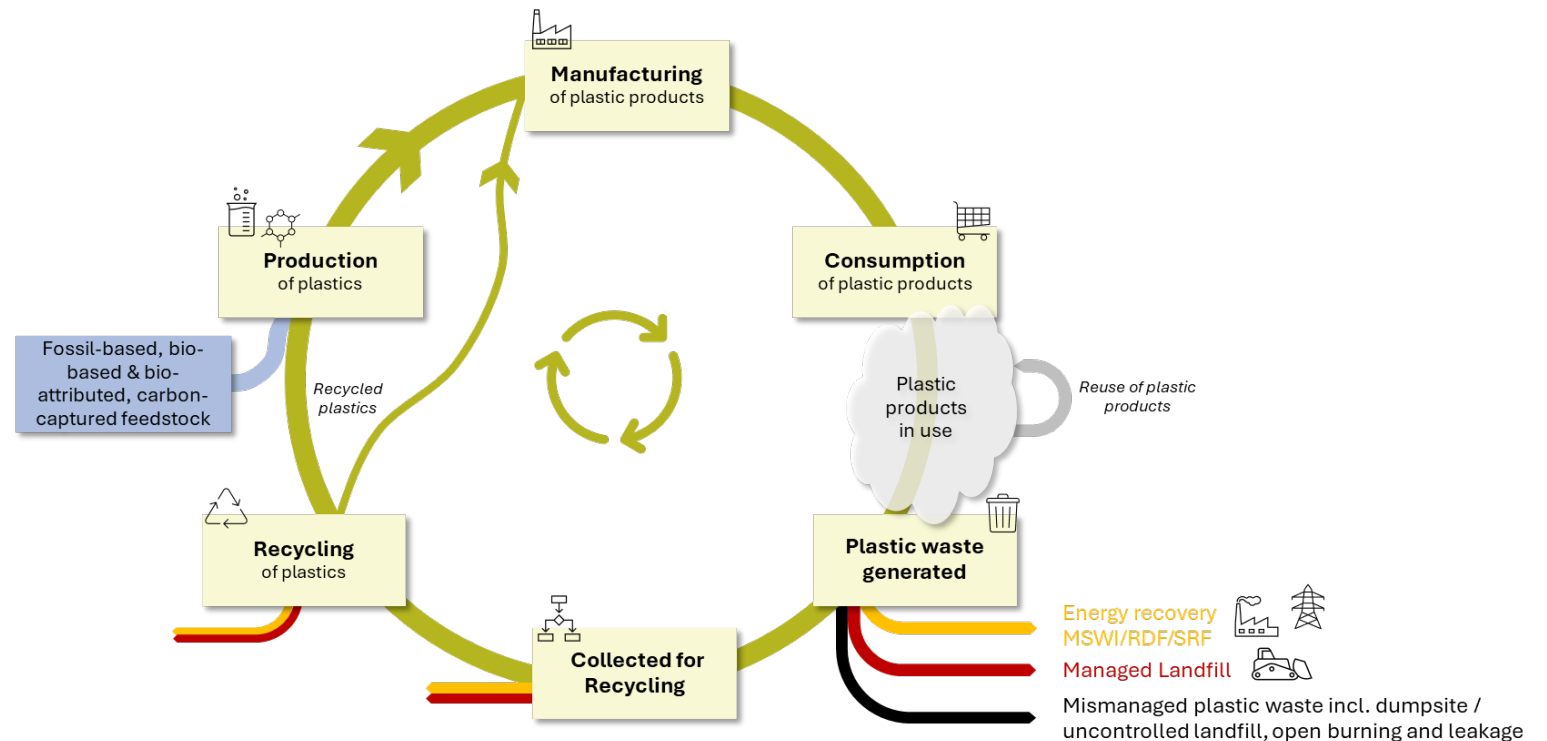 Manufacturing
of plastic products
Production
of plastics
Consumption
of plastic products
Fossil-based, bio-
based & bio-
attributed, carbon-
captured feedstock
Recycled
plastics
Plastic
products
in use
Reuse of plastic
products
Recycling
of plastics
Plastic waste
generated
Collected for
Recycling
Energy recovery
MSWI/RDF/SRF
Managed Landfill
Mismanaged plastic waste incl. dumpsite /
uncontrolled landfill, open burning and leakage